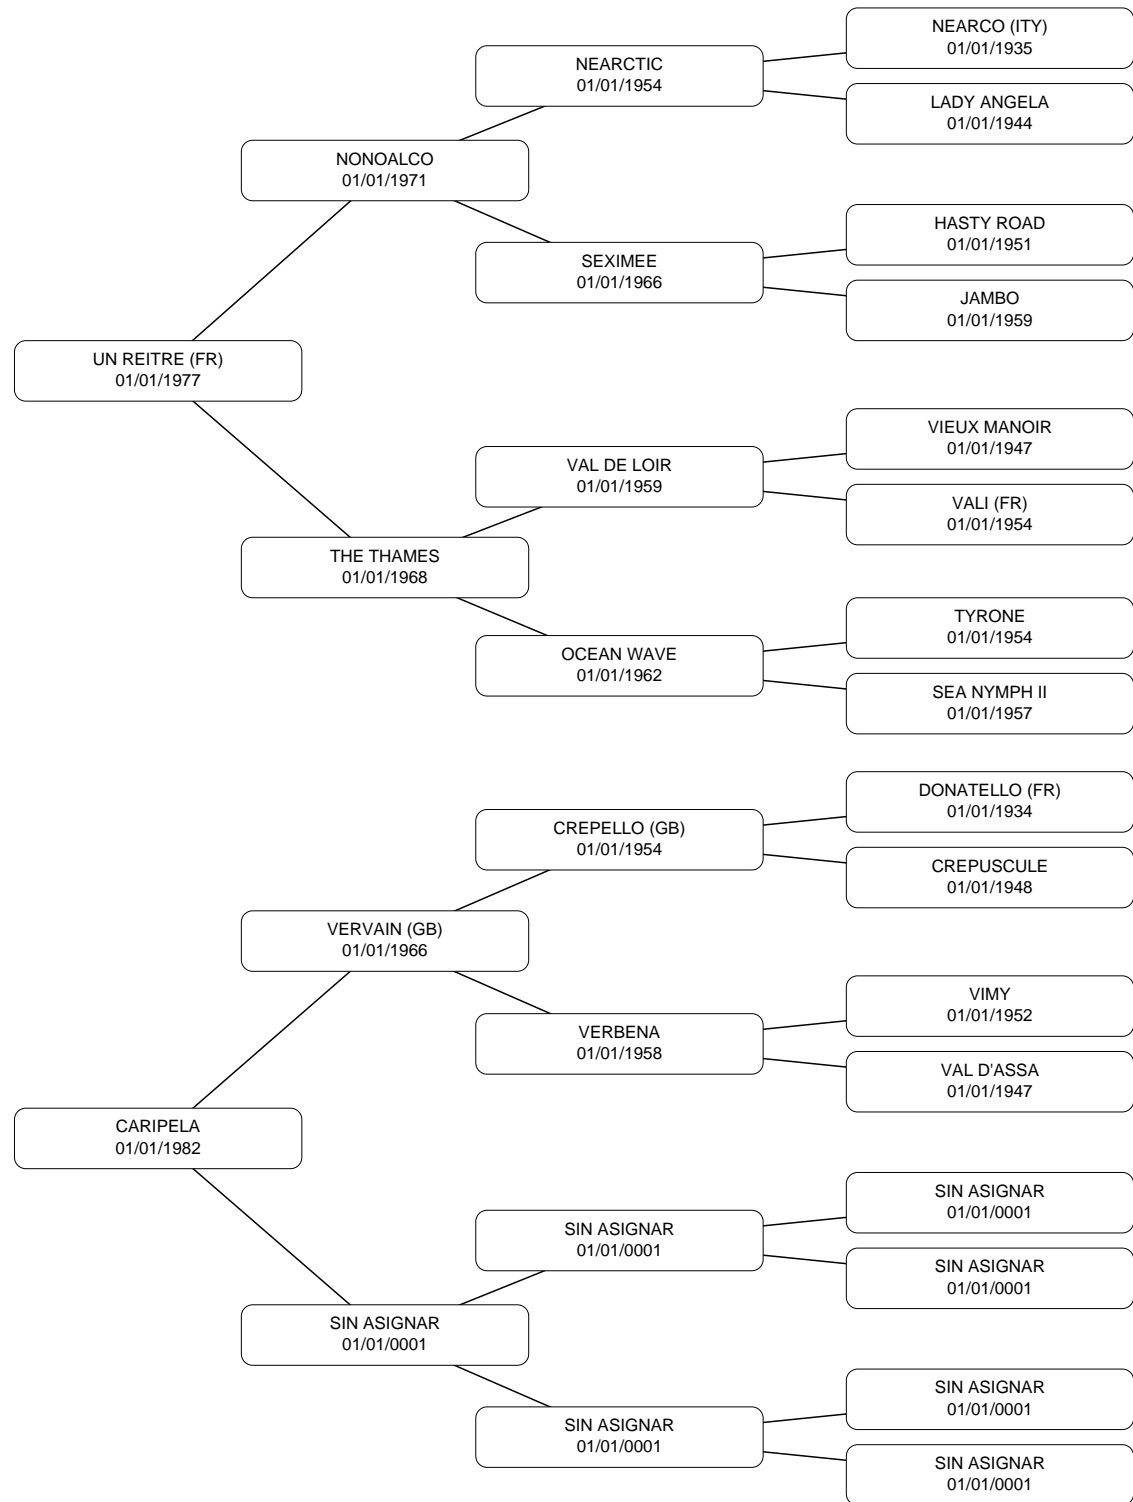 NEARCO (ITY)
01/01/1935
NEARCTIC
01/01/1954
LADY ANGELA
01/01/1944
NONOALCO
01/01/1971
HASTY ROAD
01/01/1951
SEXIMEE
01/01/1966
JAMBO
01/01/1959
UN REITRE (FR)
01/01/1977
VIEUX MANOIR
01/01/1947
VAL DE LOIR
01/01/1959
VALI (FR)
01/01/1954
THE THAMES
01/01/1968
TYRONE
01/01/1954
OCEAN WAVE
01/01/1962
SEA NYMPH II
01/01/1957
DONATELLO (FR)
01/01/1934
CREPELLO (GB)
01/01/1954
CREPUSCULE
01/01/1948
VERVAIN (GB)
01/01/1966
VIMY
01/01/1952
VERBENA
01/01/1958
VAL D'ASSA
01/01/1947
CARIPELA
01/01/1982
SIN ASIGNAR
01/01/0001
SIN ASIGNAR
01/01/0001
SIN ASIGNAR
01/01/0001
SIN ASIGNAR
01/01/0001
SIN ASIGNAR
01/01/0001
SIN ASIGNAR
01/01/0001
SIN ASIGNAR
01/01/0001